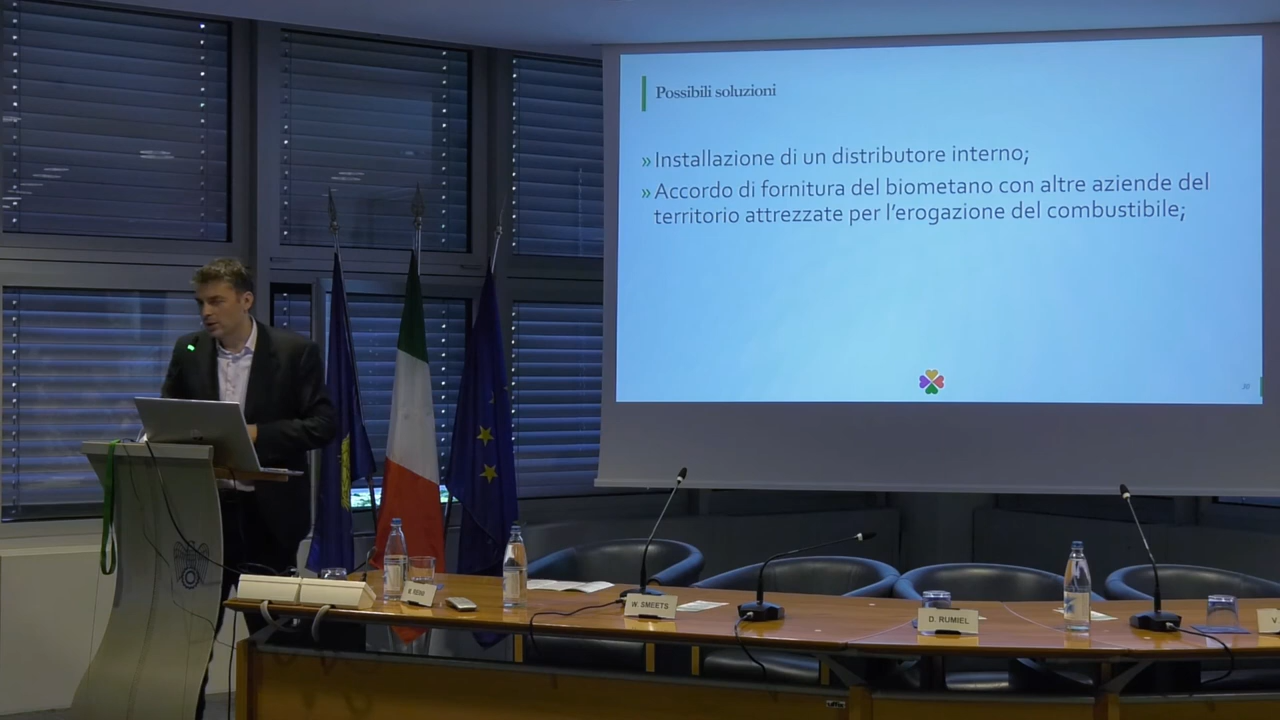 Possibili soluzioni
» Installazione di un distributore interno;
» Accordo di fornitura del biometano con altre aziende del
territorio attrezzate per l'erogazione del combustibile;
W. SMEETS
D. RUMIEL
V